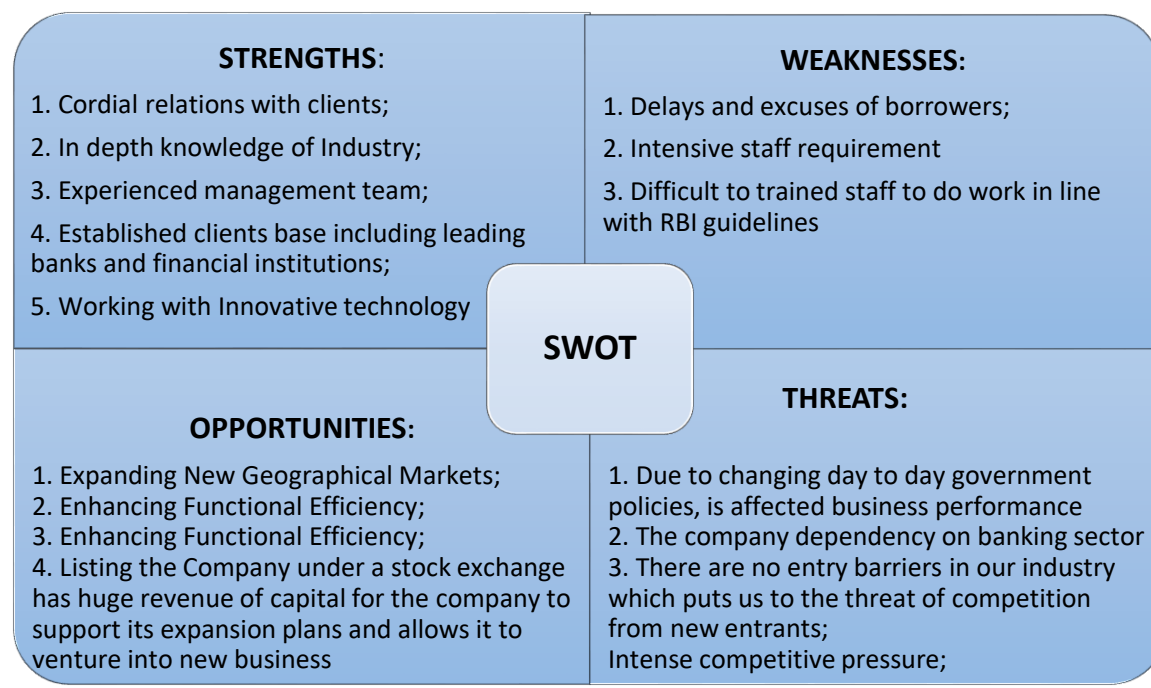 STRENGTHS:
1. Cordial relations with clients;
2. In depth knowledge of Industry;
3. Experienced management team;
4. Established clients base including leading
banks and financial institutions;
5. Working with Innovative technology
WEAKNESSES:
1. Delays and excuses of borrowers;
2. Intensive staff requirement
3. Difficult to trained staff to do work in line
with RBI guidelines
SWOT
OPPORTUNITIES:
1. Expanding New Geographical Markets;
2. Enhancing Functional Efficiency;
3. Enhancing Functional Efficiency;
4. Listing the Company under a stock exchange
has huge revenue of capital for the company to
support its expansion plans and allows it to
venture into new business
THREATS:
1. Due to changing day to day government
policies, is affected business performance
2. The company dependency on banking sector
3. There are no entry barriers in our industry
which puts us to the threat of competition
from new entrants;
Intense competitive pressure;